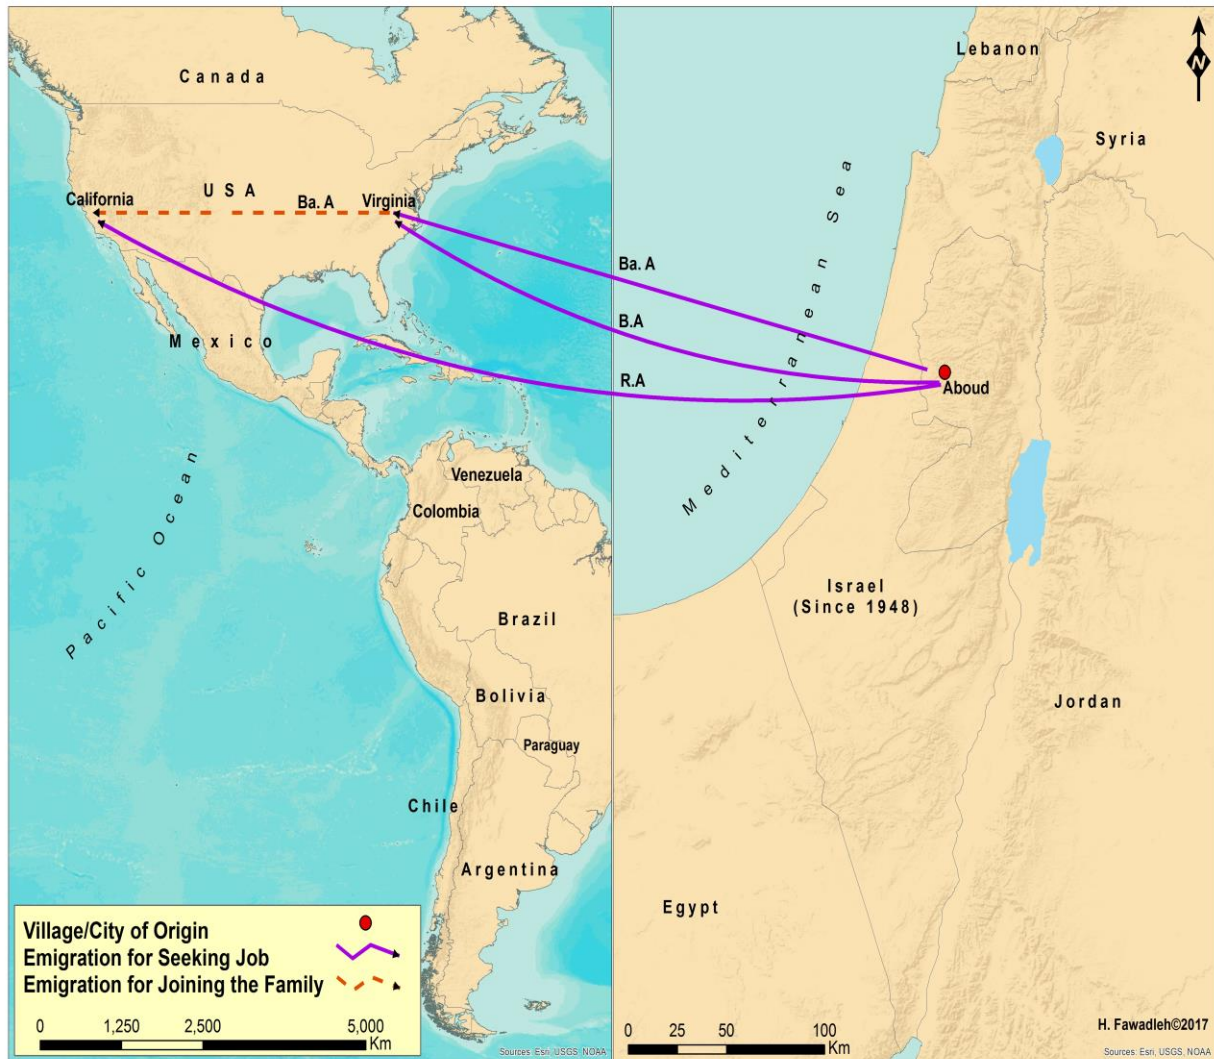 Canada
USA
California
Ba. A
Virginia
Mexico
Pacific Ocean
Venezuela
Colombia
Brazil
Bolivia
Paraguay
Chile
Argentina
Village/City of Origin
Emigration for Seeking Job
Emigration for Joining the Family
0 1,250 2,500 5,000
Km
Sources: Esri, USGS, NOAA
N
Lebanon
Syria
Mediterranean Sea
Ba. A
B.A
R.A
Aboud
Israel
(Since 1948)
Jordan
Egypt
H. Fawadleh©2017
0 25 50 100
Km
Sources: Esri, USGS, NOAA